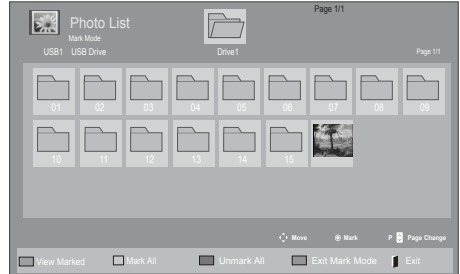 Page 1/1
Photo List
Mark Mode
USB1 USB Drive Drive1 Page 1/1
01 02 03 04 05 06 07 08 09
10 11 12 13 14 15
Move Mark P Page Change
View Marked Mark All Unmark All Exit Mark Mode Exit